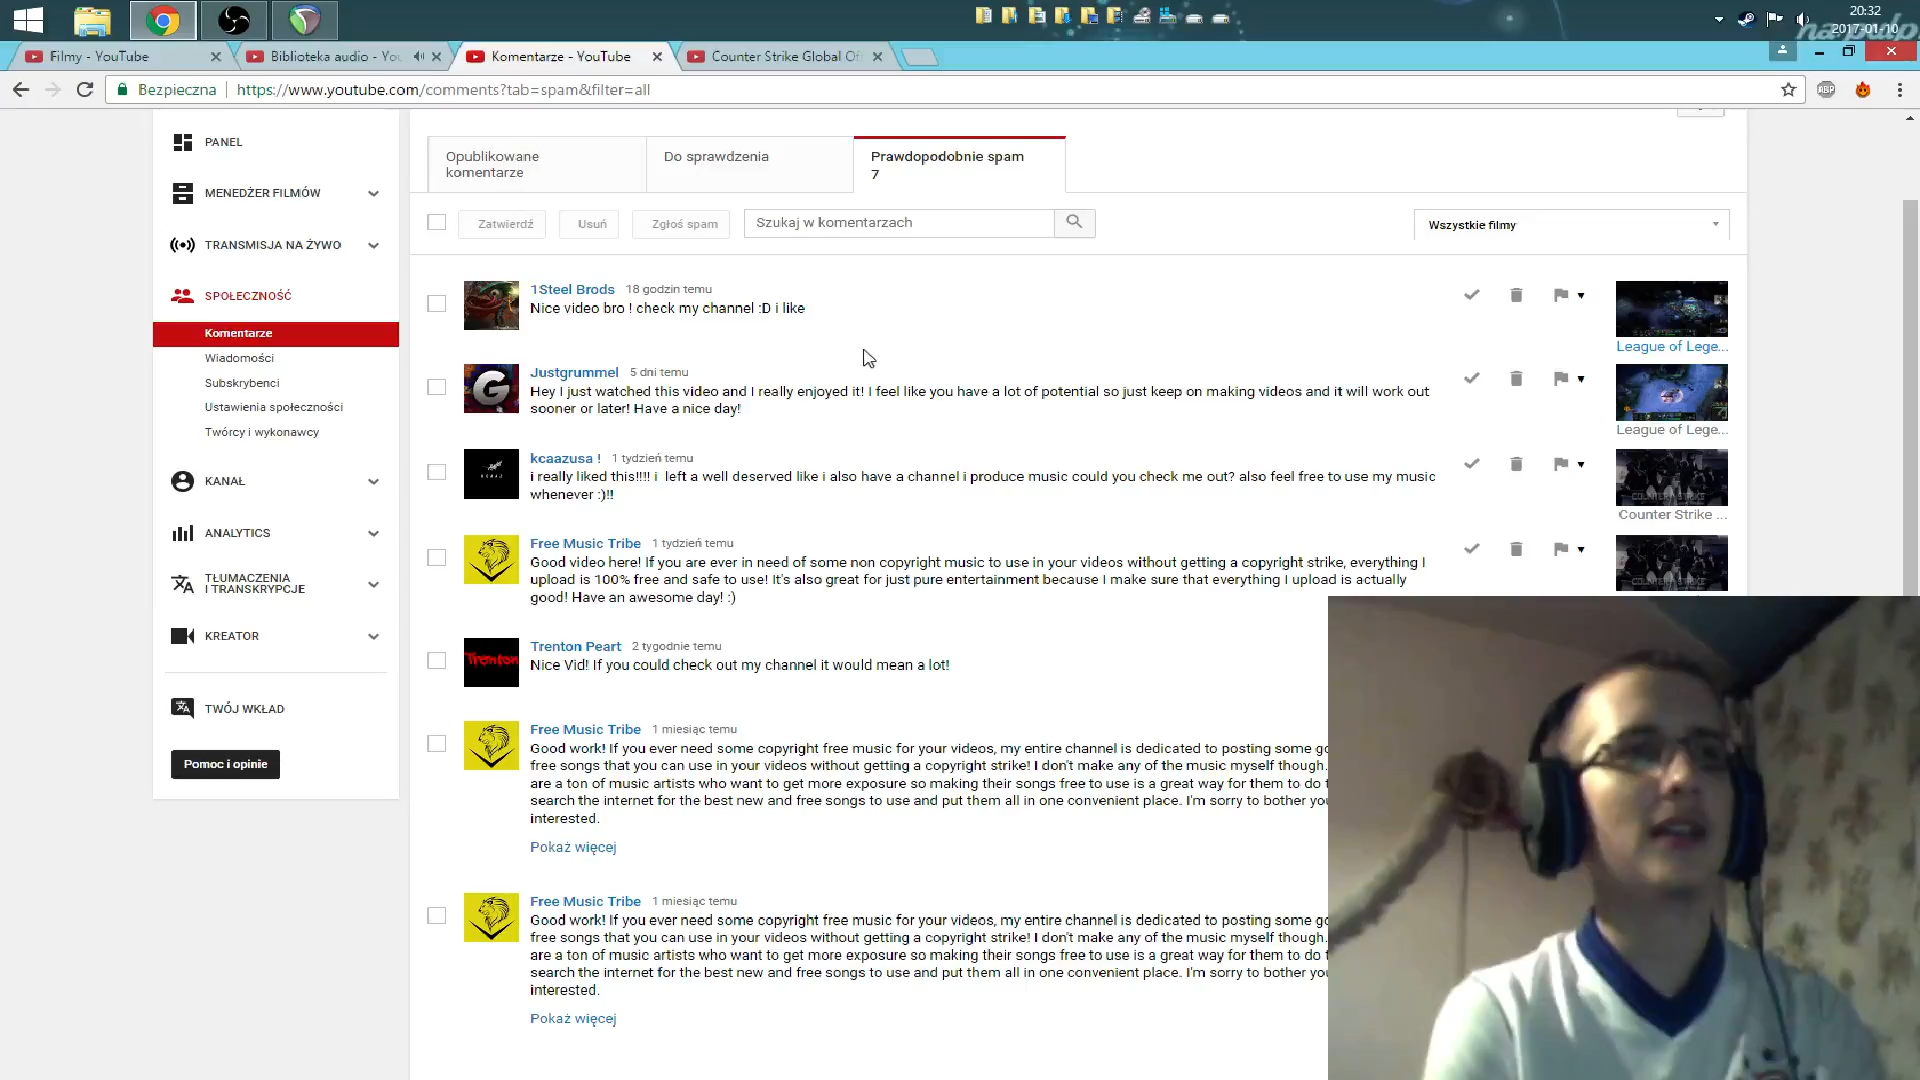 20:32
2017-01-10
na pulp
Filmy - YouTube
Biblioteka audio - You
Komentarze - YouTube
Counter Strike Global Of
Bezpieczna
https://www.youtube.com/comments?tab=spam&filter=all
ABP
PANEL
MENEDŻER FILMÓW
TRANSMISJA NA ŻYWO
SPOŁECZNOŚĆ
Komentarze
Wiadomości
Subskrybenci
Ustawienia społeczności
Twórcy i wykonawcy
KANAŁ
ANALYTICS
TŁUMACZENIA
I TRANSKRYPCJE
KREATOR
TWÓJ WKŁAD
Pomoc i opinie
Opublikowane
komentarze
Do sprawdzenia
Prawdopodobnie spam
7
Zatwierdź
Usuń
Zgłoś spam
Szukaj w komentarzach
Wszystkie filmy
1Steel Brods 18 godzin temu
Nice video bro ! check my channel :D i like
League of Lege...
Justgrummel 5 dni temu
Hey I just watched this video and I really enjoyed it! I feel like you have a lot of potential so just keep on making videos and it will work out
sooner or later! Have a nice day!
League of Lege...
kcaazusa ! 1 tydzień temu
i really liked this!!!! i left a well deserved like i also have a channel i produce music could you check me out? also feel free to use my music
whenever :)!!
COUNTER STRIKE
Counter Strike ...
Free Music Tribe 1 tydzień temu
Good video here! If you are ever in need of some non copyright music to use in your videos without getting a copyright strike, everything I
upload is 100% free and safe to use! It's also great for just pure entertainment because I make sure that everything I upload is actually
good! Have an awesome day! :)
COUNTER STRIKE
Trenton
Trenton Peart 2 tygodnie temu
Nice Vid! If you could check out my channel it would mean a lot!
Free Music Tribe 1 miesiąc temu
Good work! If you ever need some copyright free music for your videos, my entire channel is dedicated to posting some go
free songs that you can use in your videos without getting a copyright strike! I don't make any of the music myself though.
are a ton of music artists who want to get more exposure so making their songs free to use is a great way for them to do t
search the internet for the best new and free songs to use and put them all in one convenient place. I'm sorry to bother you
interested.
Pokaż więcej
Free Music Tribe 1 miesiąc temu
Good work! If you ever need some copyright free music for your videos, my entire channel is dedicated to posting some go
free songs that you can use in your videos without getting a copyright strike! I don't make any of the music myself though.
are a ton of music artists who want to get more exposure so making their songs free to use is a great way for them to do t
search the internet for the best new and free songs to use and put them all in one convenient place. I'm sorry to bother you
interested.
Pokaż więcej